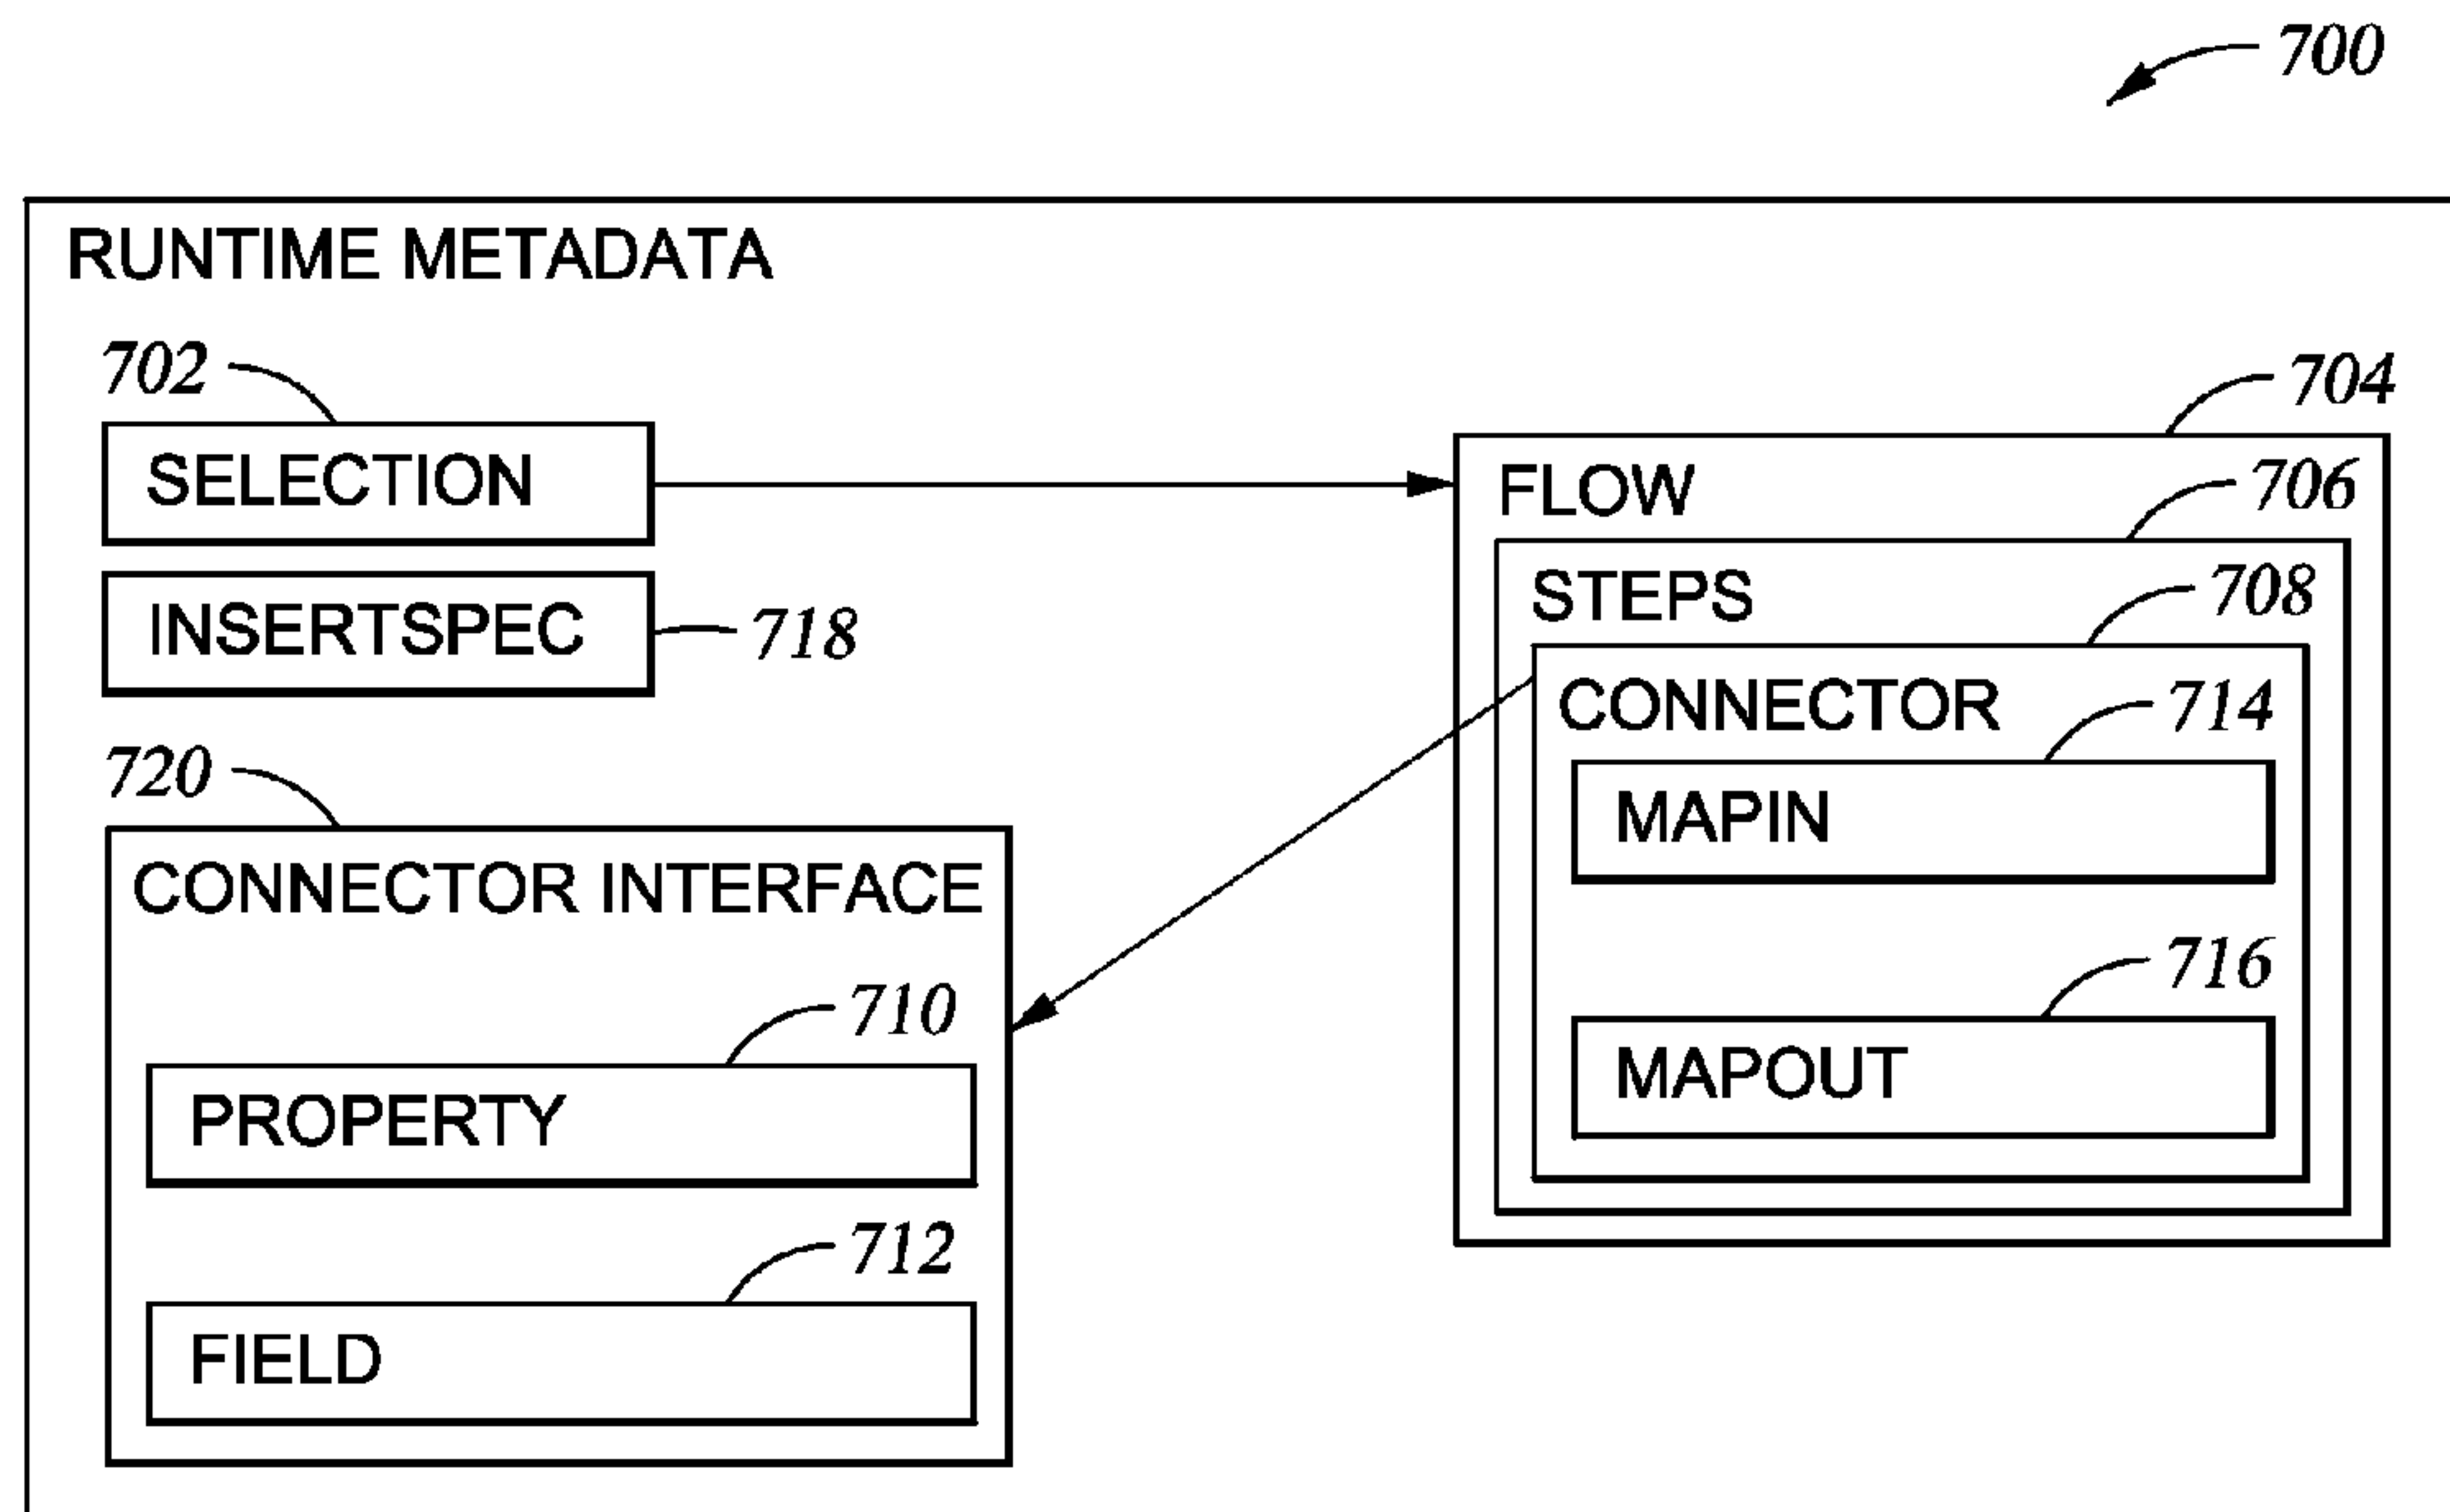 700
RUNTIME METADATA
702
SELECTION
INSERTSPEC
718
720
CONNECTOR INTERFACE
710
PROPERTY
712
FIELD
704
FLOW
706
STEPS
708
CONNECTOR
714
MAPIN
716
MAPOUT